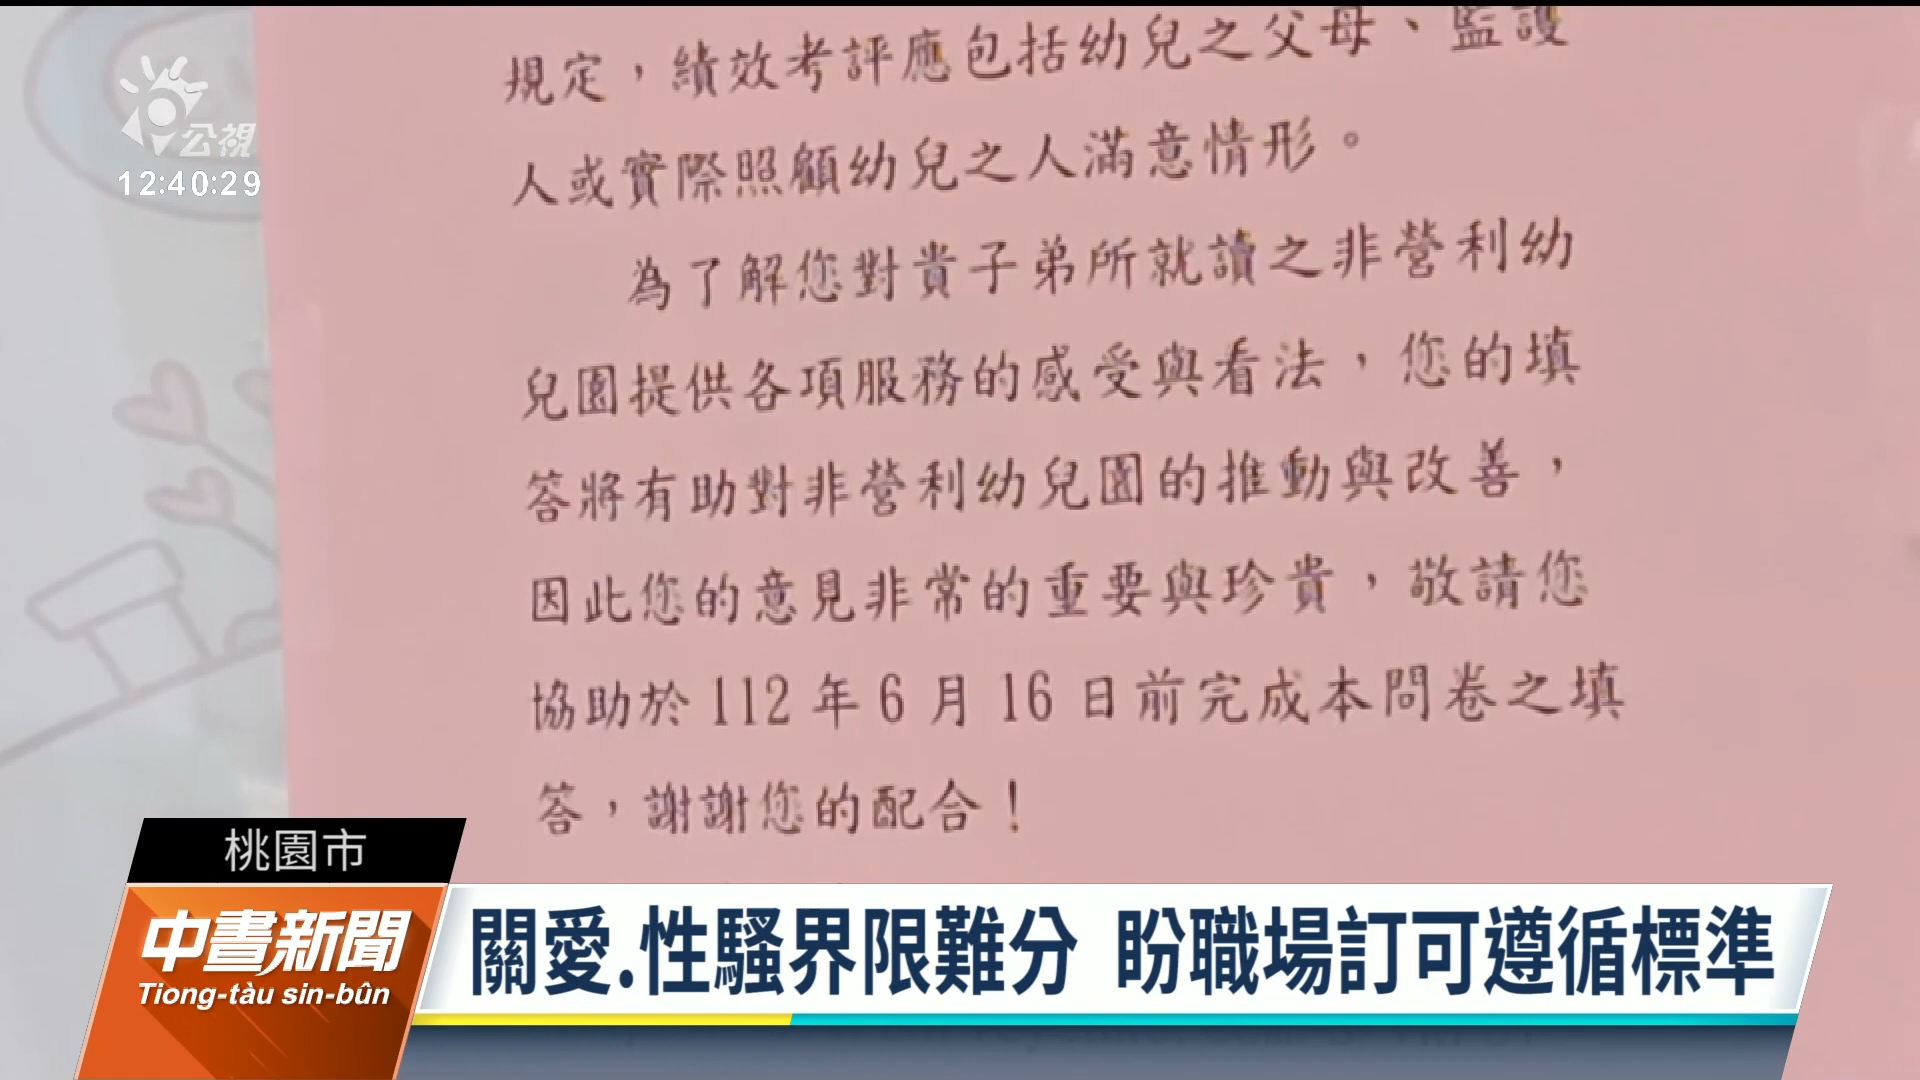 規定，績效考評應包括幼兒之父母、監護
人或實際照顧幼兒之人滿意情形。
為了解您對貴子弟所就讀之非營利幼
兒園提供各項服務的感受與看法，您的填
答將有助對非營利幼兒園的推動與改善，
因此您的意見非常的重要與珍貴，敬請您
協助於112年6月16日前完成本問卷之填
答，謝謝您的配合！
公視
12:40:29
桃園市
中晝新聞
Tiong-tàu sin-bûn
關愛.性騷界限難分 盼職場訂可遵循標準